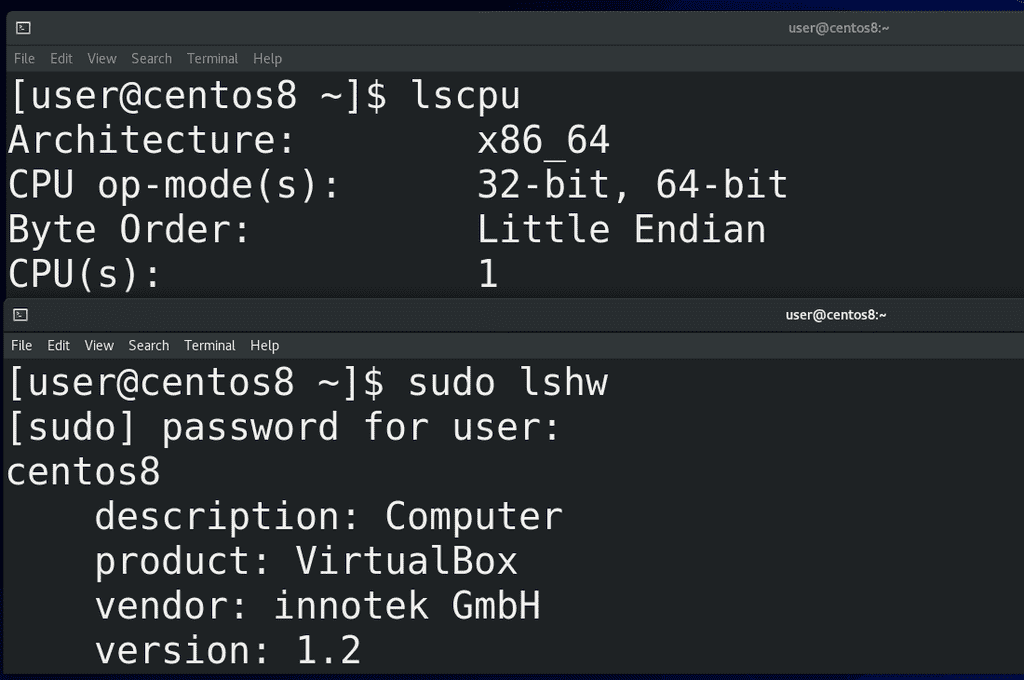 user@centos8:~
File Edit View Search Terminal Help
[user@centos8 ~]$ lscpu
Architecture: x86_64
CPU op-mode(s): 32-bit, 64-bit
Byte Order: Little Endian
CPU(s): 1
user@centos8:~
File Edit View Search Terminal Help
[user@centos8 ~]$ sudo lshw
[sudo] password for user:
centos8
description: Computer
product: VirtualBox
vendor: innotek GmbH
version: 1.2